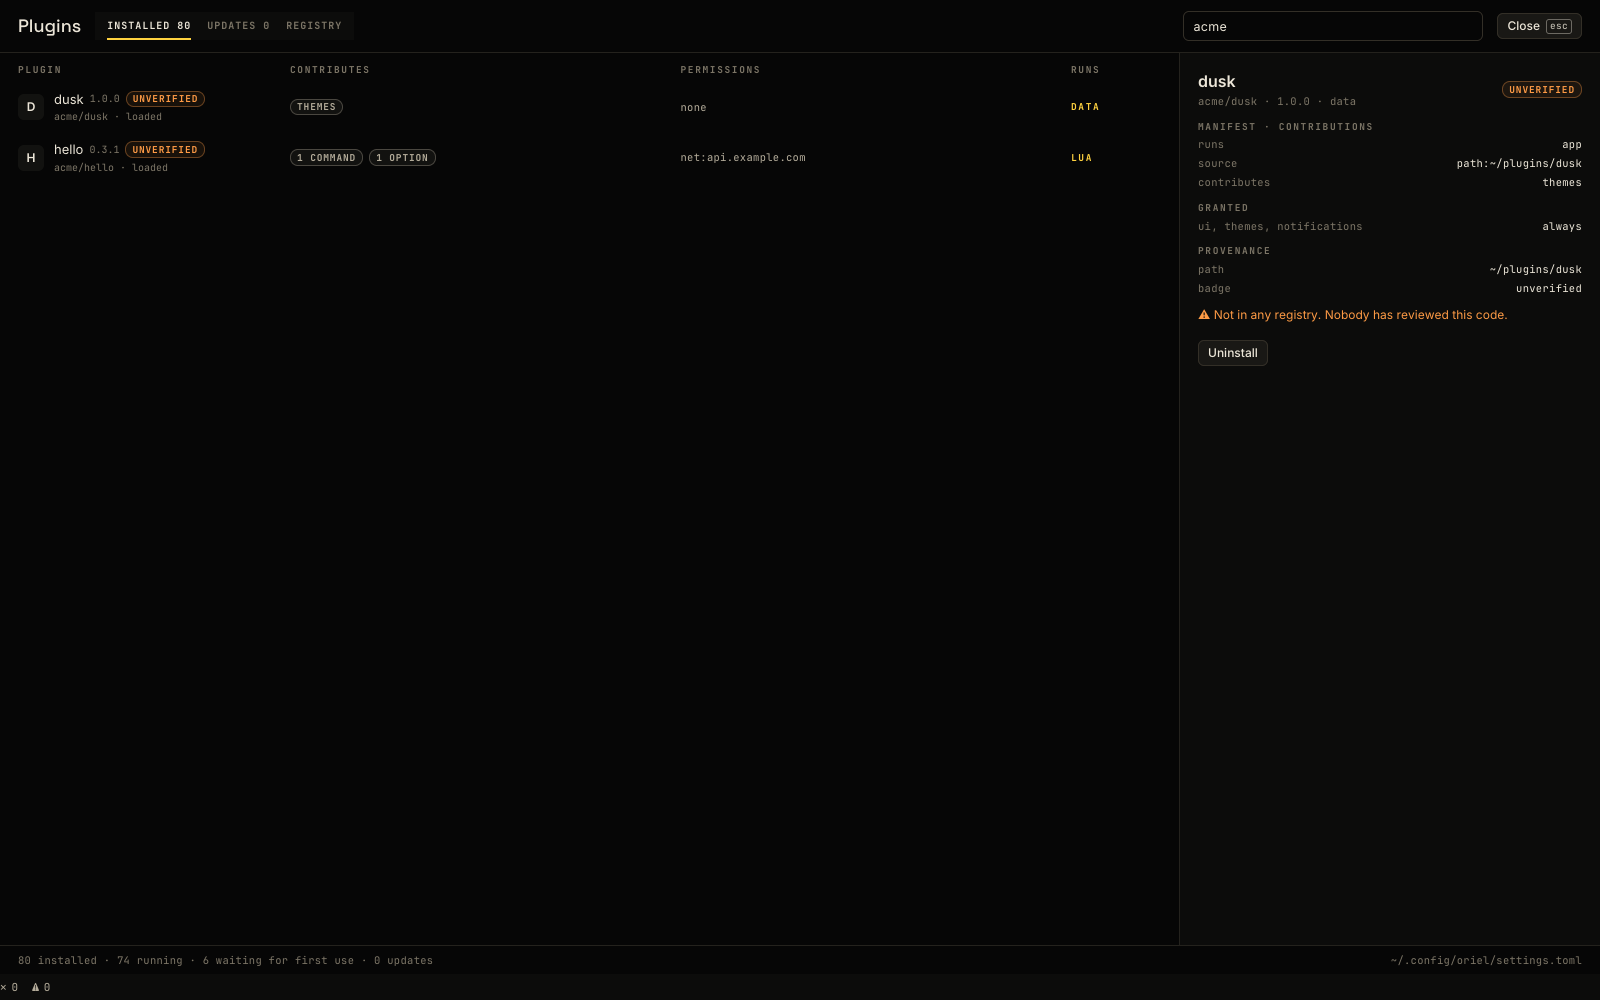 Plugins INSTALLED 80 UPDATES 0 REGISTRY acme Close esc
PLUGIN CONTRIBUTES PERMISSIONS RUNS
D dusk 1.0.0 UNVERIFIED THEMES none DATA
acme/dusk · loaded
H hello 0.3.1 UNVERIFIED 1 COMMAND 1 OPTION net:api.example.com LUA
acme/hello · loaded
dusk UNVERIFIED
acme/dusk · 1.0.0 · data
MANIFEST · CONTRIBUTIONS
runs app
source path:~/plugins/dusk
contributes themes
GRANTED
ui, themes, notifications always
PROVENANCE
path ~/plugins/dusk
badge unverified
⚠ Not in any registry. Nobody has reviewed this code.
Uninstall
80 installed · 74 running · 6 waiting for first use · 0 updates ~/.config/oriel/settings.toml
× 0 ⚠ 0